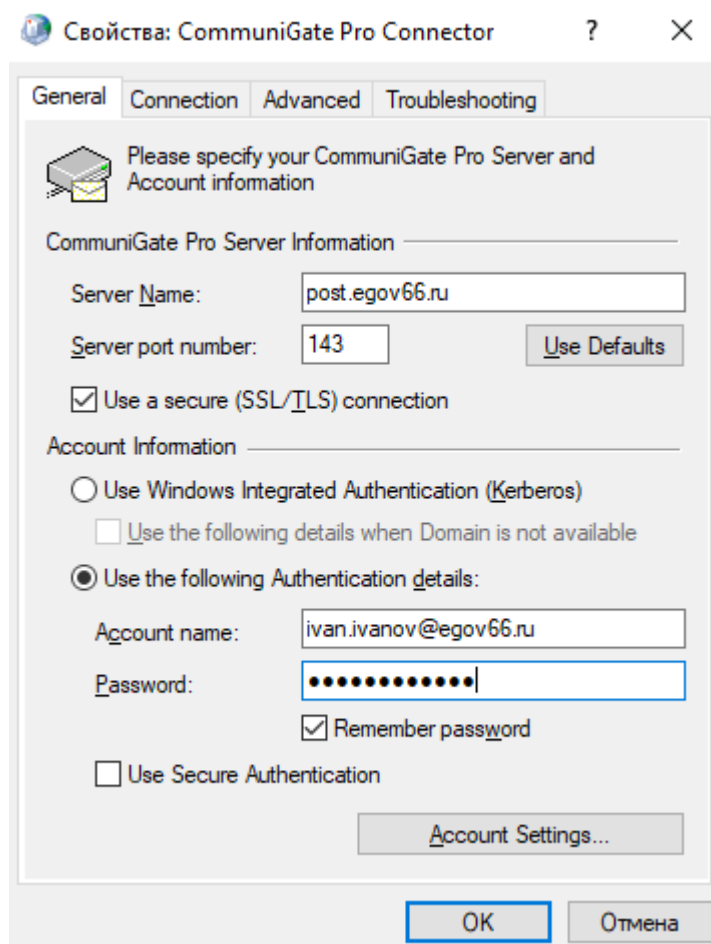 Свойства: CommuniGate Pro Connector
General Connection Advanced Troubleshooting
Please specify your CommuniGate Pro Server and
Account information
CommuniGate Pro Server Information
Server Name: post.egov66.ru
Server port number: 143 Use Defaults
Use a secure (SSL/TLS) connection
Account Information
Use Windows Integrated Authentication (Kerberos)
Use the following details when Domain is not available
Use the following Authentication details:
Account name: ivan.ivanov@egov66.ru
Password: ●●●●●●●●●●●●
Remember password
Use Secure Authentication
Account Settings...
OK Отмена